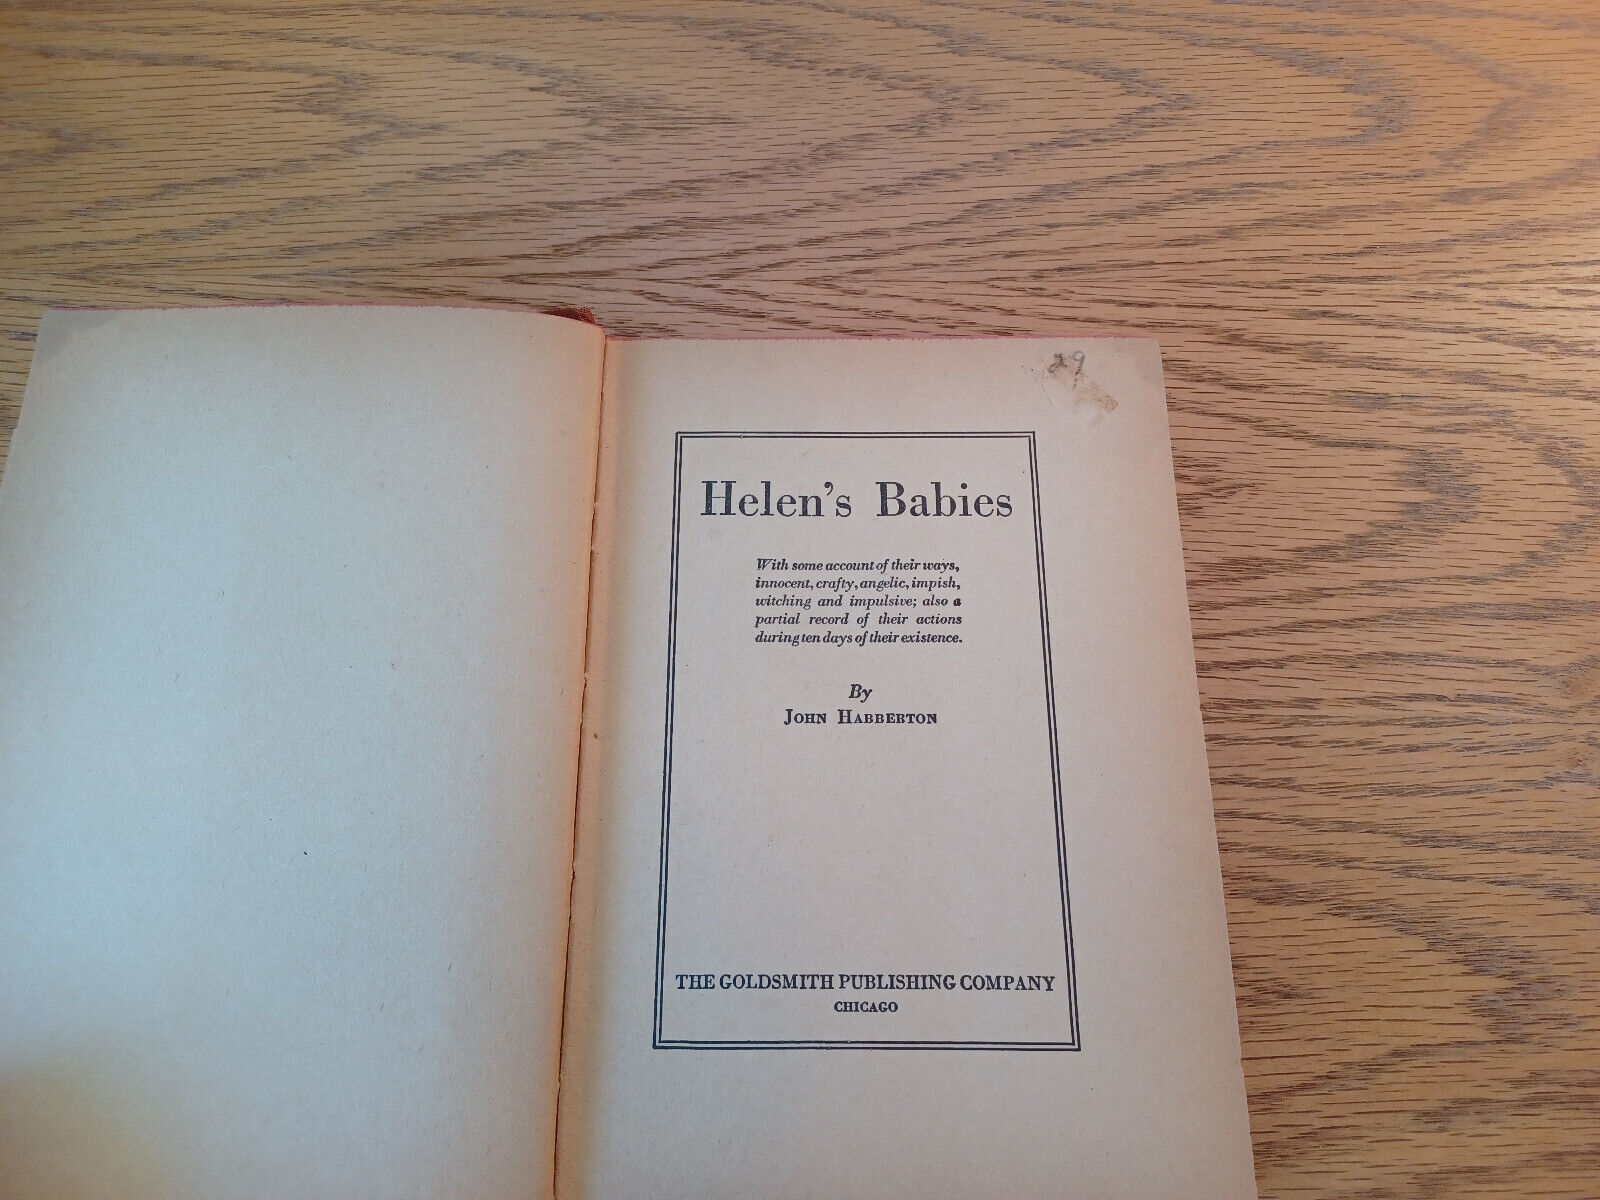 29
Helen's Babies
With some account of their ways,
innocent, crafty, angelic, impish,
witching and impulsive; also a
partial record of their actions
during ten days of their existence.
By
John Habberton
THE GOLDSMITH PUBLISHING COMPANY
CHICAGO